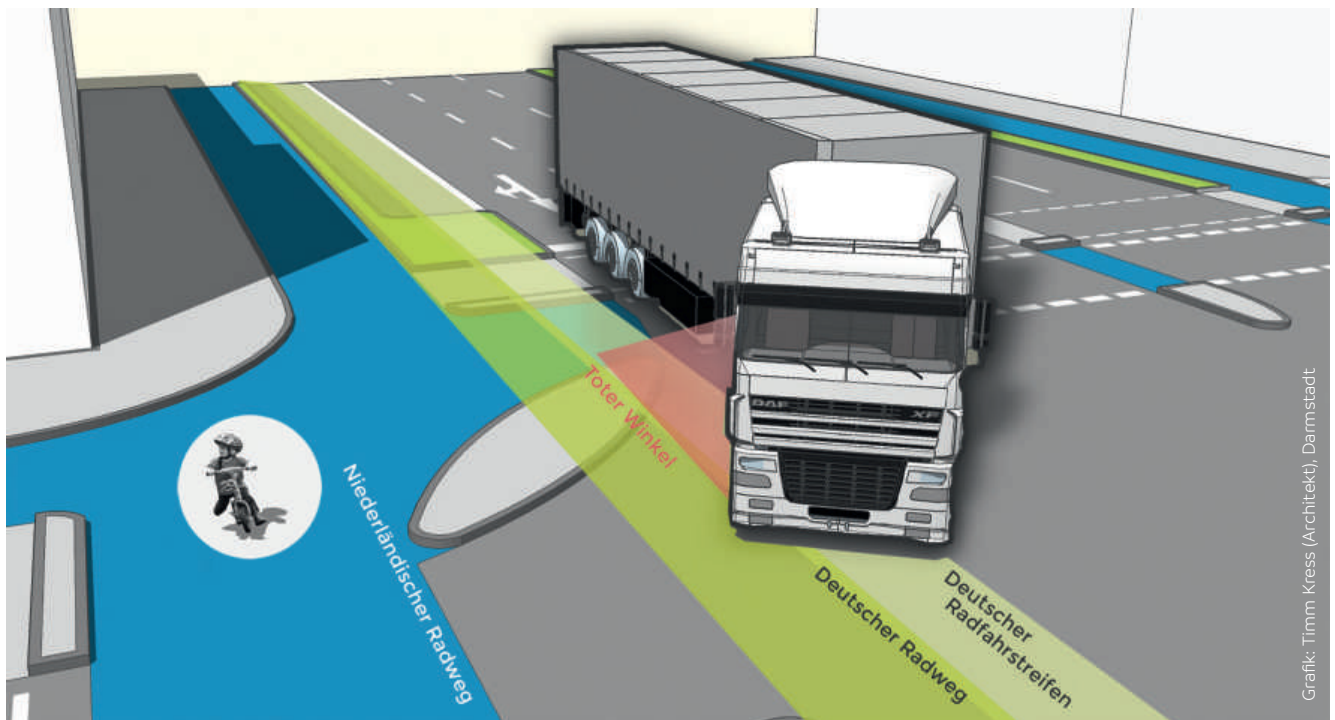 Toter Winkel
Niederländischer Radweg
Deutscher Radweg
Deutscher
Radfahrstreifen
DAF
XF
Grafik: Timm Kress (Architekt), Darmstadt